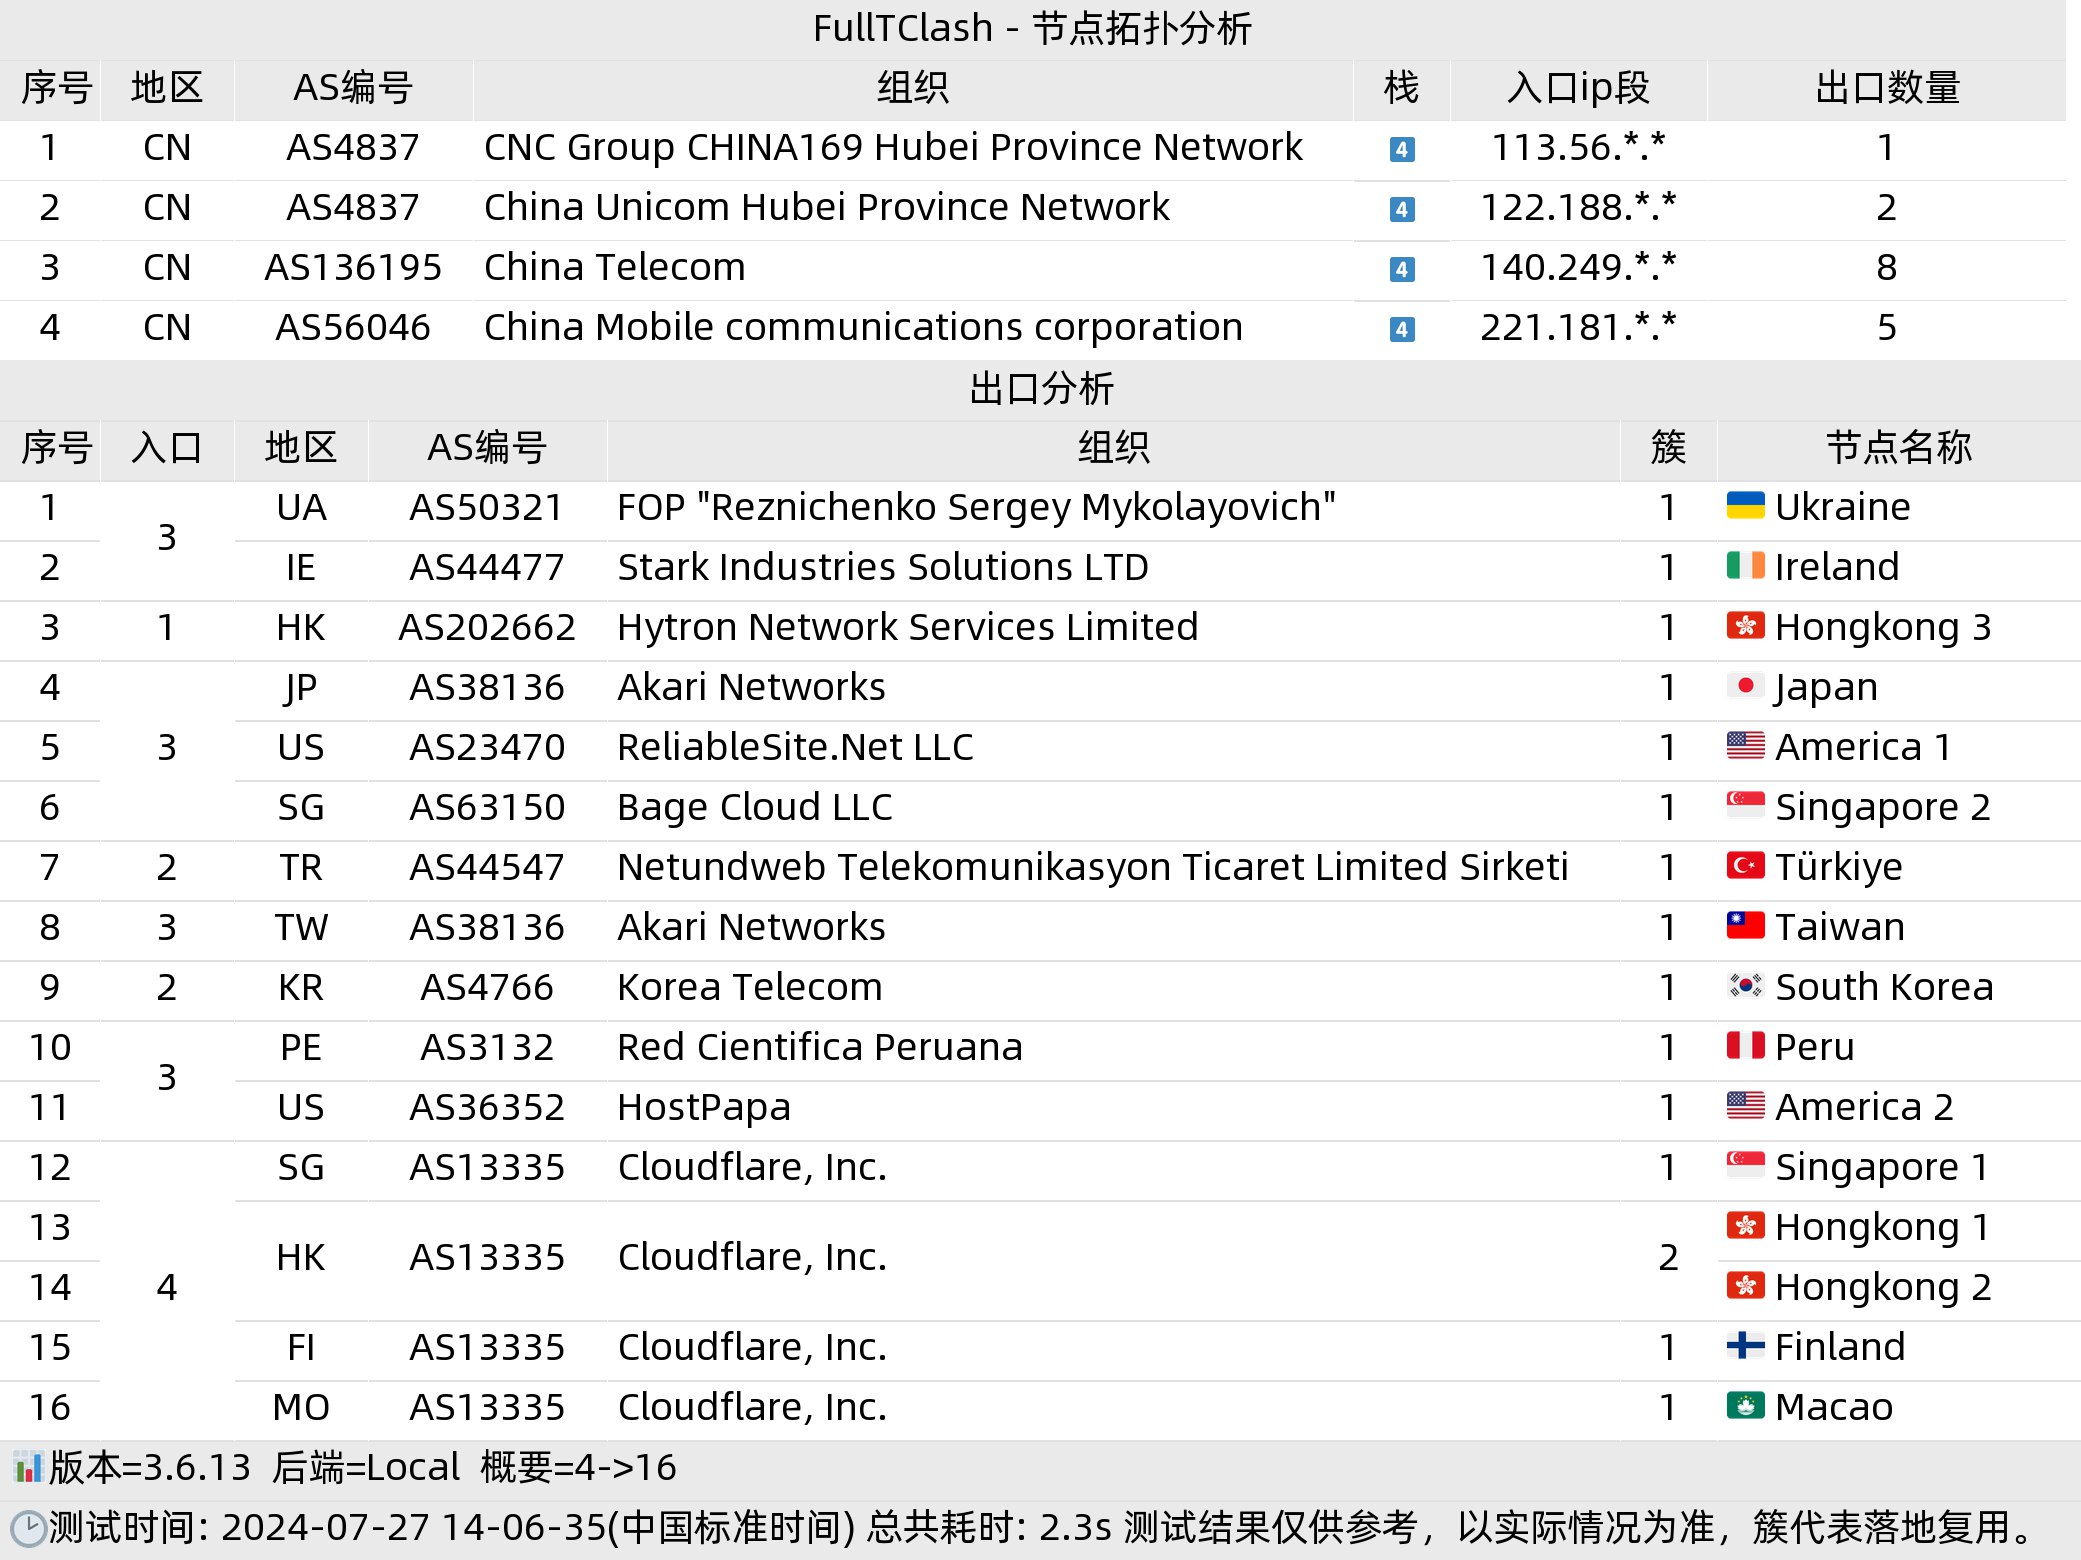 FullTClash - 节点拓扑分析
序号 地区 AS编号 组织 栈 入口ip段 出口数量
1 CN AS4837 CNC Group CHINA169 Hubei Province Network 4 113.56.*.* 1
2 CN AS4837 China Unicom Hubei Province Network 4 122.188.*.* 2
3 CN AS136195 China Telecom 4 140.249.*.* 8
4 CN AS56046 China Mobile communications corporation 4 221.181.*.* 5
出口分析
序号 入口 地区 AS编号 组织 簇 节点名称
1 3 UA AS50321 FOP "Reznichenko Sergey Mykolayovich" 1 Ukraine
2 IE AS44477 Stark Industries Solutions LTD 1 Ireland
3 1 HK AS202662 Hytron Network Services Limited 1 Hongkong 3
4 JP AS38136 Akari Networks 1 Japan
5 3 US AS23470 ReliableSite.Net LLC 1 America 1
6 SG AS63150 Bage Cloud LLC 1 Singapore 2
7 2 TR AS44547 Netundweb Telekomunikasyon Ticaret Limited Sirketi 1 Türkiye
8 3 TW AS38136 Akari Networks 1 Taiwan
9 2 KR AS4766 Korea Telecom 1 South Korea
10 3 PE AS3132 Red Cientifica Peruana 1 Peru
11 US AS36352 HostPapa 1 America 2
12 SG AS13335 Cloudflare, Inc. 1 Singapore 1
13 HK AS13335 Cloudflare, Inc. 2 Hongkong 1
14 4 Hongkong 2
15 FI AS13335 Cloudflare, Inc. 1 Finland
16 MO AS13335 Cloudflare, Inc. 1 Macao
版本=3.6.13 后端=Local 概要=4->16
测试时间: 2024-07-27 14-06-35(中国标准时间) 总共耗时: 2.3s 测试结果仅供参考，以实际情况为准，簇代表落地复用。